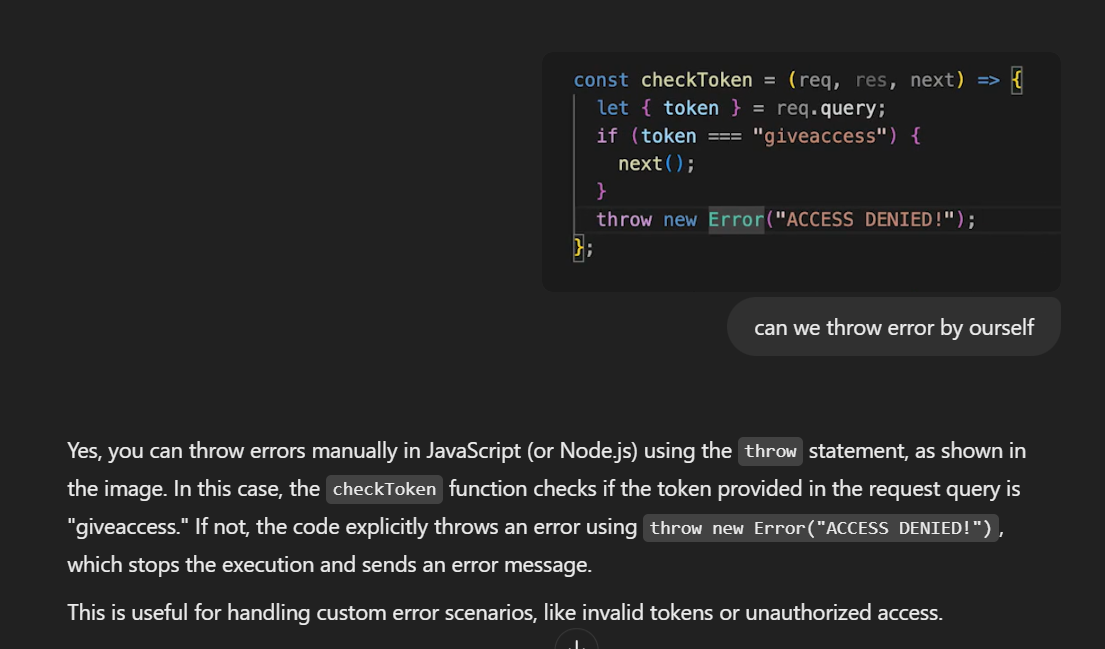 const checkToken = (req, res, next) => {
let { token } = req.query;
if (token === "giveaccess") {
next();
}
throw new Error("ACCESS DENIED!");
};
can we throw error by ourself
Yes, you can throw errors manually in JavaScript (or Node.js) using the throw statement, as shown in
the image. In this case, the checkToken function checks if the token provided in the request query is
"giveaccess." If not, the code explicitly throws an error using throw new Error("ACCESS DENIED!"),
which stops the execution and sends an error message.
This is useful for handling custom error scenarios, like invalid tokens or unauthorized access.